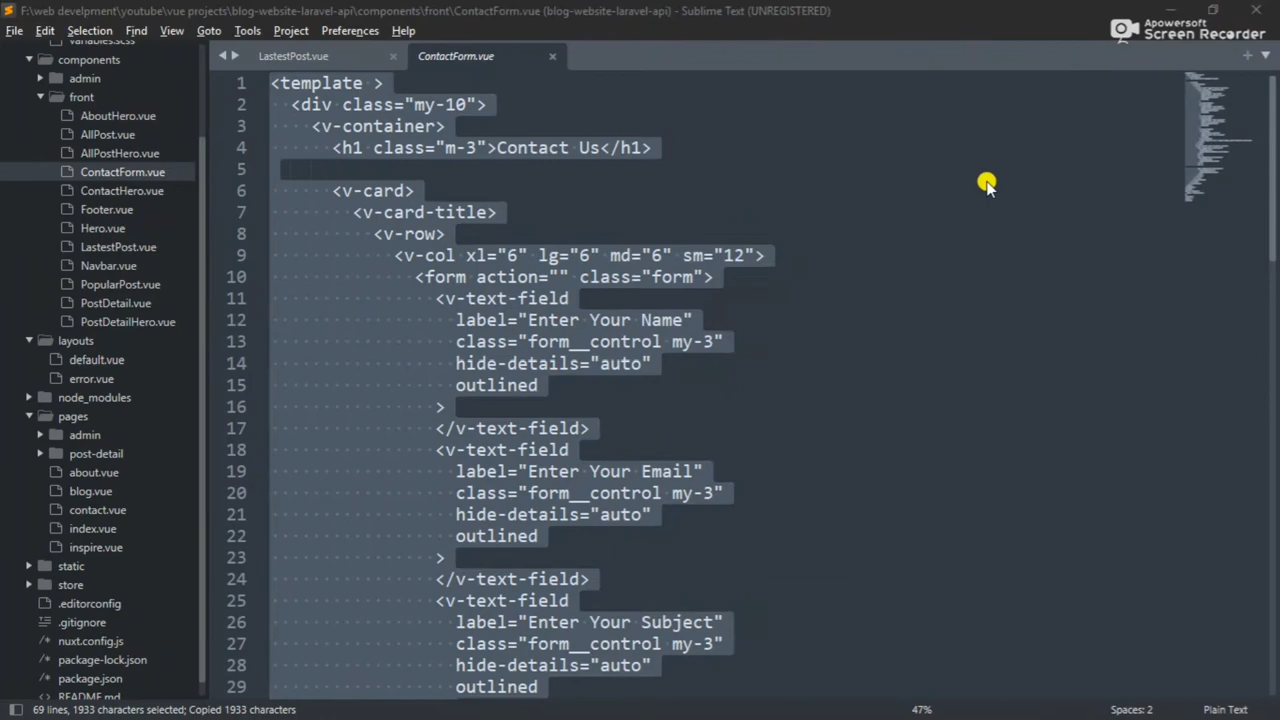 F:\web develpment\youtube\vue projects\blog-website-laravel-api\components\front\ContactForm.vue (blog-website-laravel-api) - Sublime Text (UNREGISTERED)
File Edit Selection Find View Goto Tools Project Preferences Help
Apowersoft
Screen Recorder
variables.scss
components
admin
front
AboutHero.vue
AllPost.vue
AllPostHero.vue
ContactForm.vue
ContactHero.vue
Footer.vue
Hero.vue
LastestPost.vue
Navbar.vue
PopularPost.vue
PostDetail.vue
PostDetailHero.vue
layouts
default.vue
error.vue
node_modules
pages
admin
post-detail
about.vue
blog.vue
contact.vue
index.vue
inspire.vue
static
store
.editorconfig
.gitignore
nuxt.config.js
package-lock.json
package.json
README.md
LastestPost.vue ContactForm.vue
1 <template >
2 <div class="my-10">
3 <v-container>
4 <h1 class="m-3">Contact Us</h1>
5
6 <v-card>
7 <v-card-title>
8 <v-row>
9 <v-col xl="6" lg="6" md="6" sm="12">
10 <form action="" class="form">
11 <v-text-field
12 label="Enter Your Name"
13 class="form__control my-3"
14 hide-details="auto"
15 outlined
16 >
17 </v-text-field>
18 <v-text-field
19 label="Enter Your Email"
20 class="form__control my-3"
21 hide-details="auto"
22 outlined
23 >
24 </v-text-field>
25 <v-text-field
26 label="Enter Your Subject"
27 class="form__control my-3"
28 hide-details="auto"
29 outlined
69 lines, 1933 characters selected; Copied 1933 characters 47% Spaces: 2 Plain Text